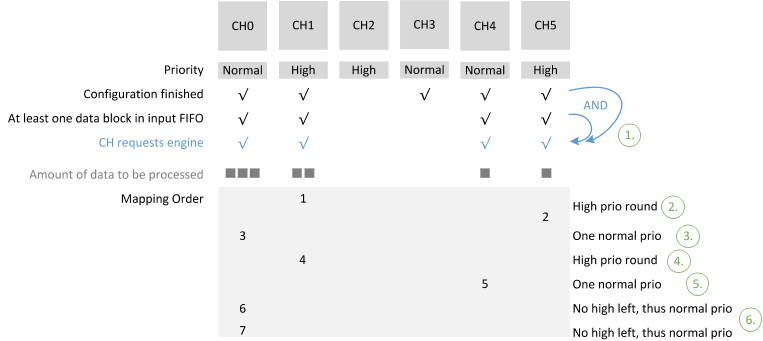 CH0 CH1 CH2 CH3 CH4 CH5
Priority Normal High High Normal Normal High
Configuration finished √ √ √ √ √
AND
At least one data block in input FIFO √ √ √ √
1.
CH requests engine √ √ √ √
Amount of data to be processed
Mapping Order 1
High prio round 2.
2
3 One normal prio 3.
4 High prio round 4.
5 One normal prio 5.
6 No high left, thus normal prio
6.
7 No high left, thus normal prio